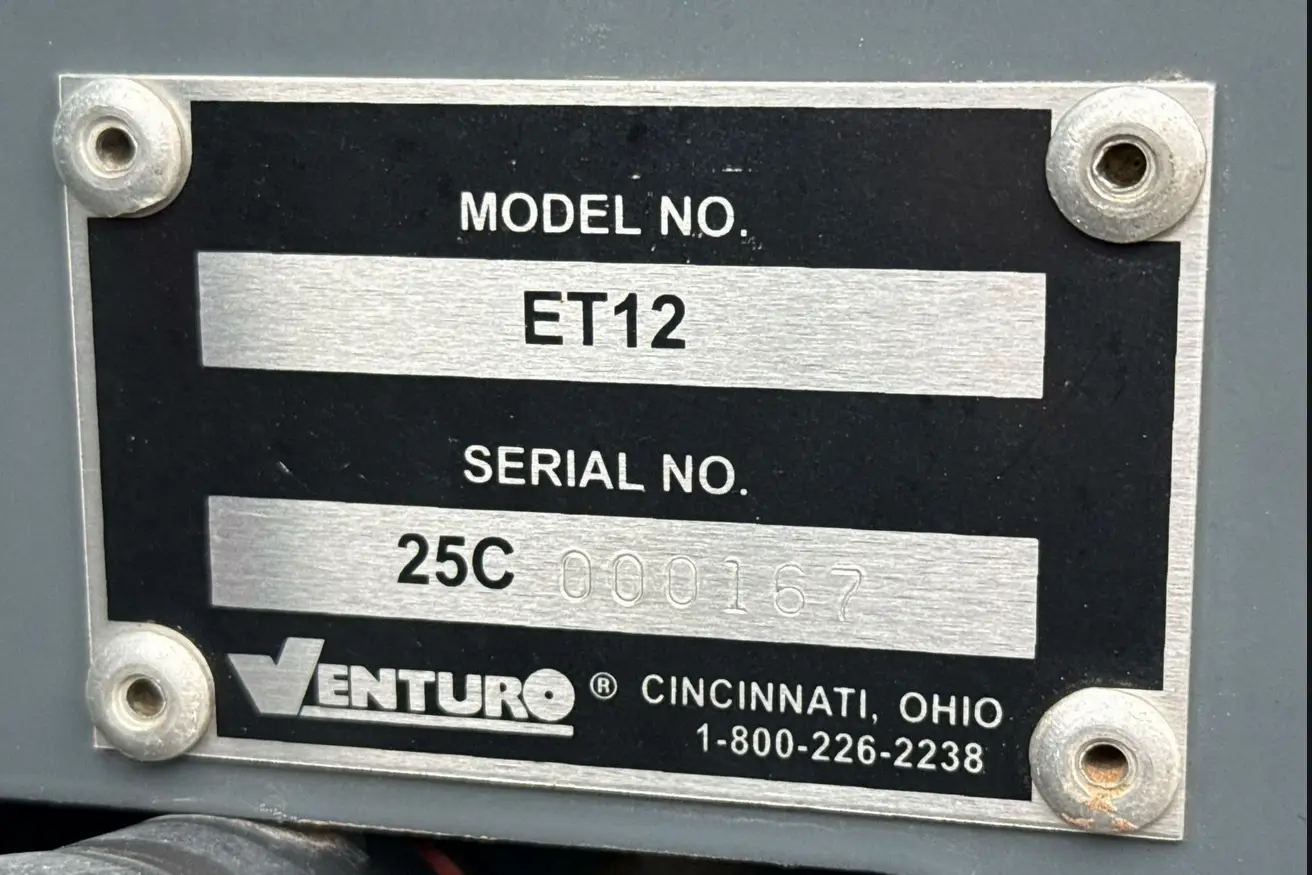 MODEL NO.
ET12
SERIAL NO.
25C 000167
VENTURO ® CINCINNATI, OHIO
1-800-226-2238